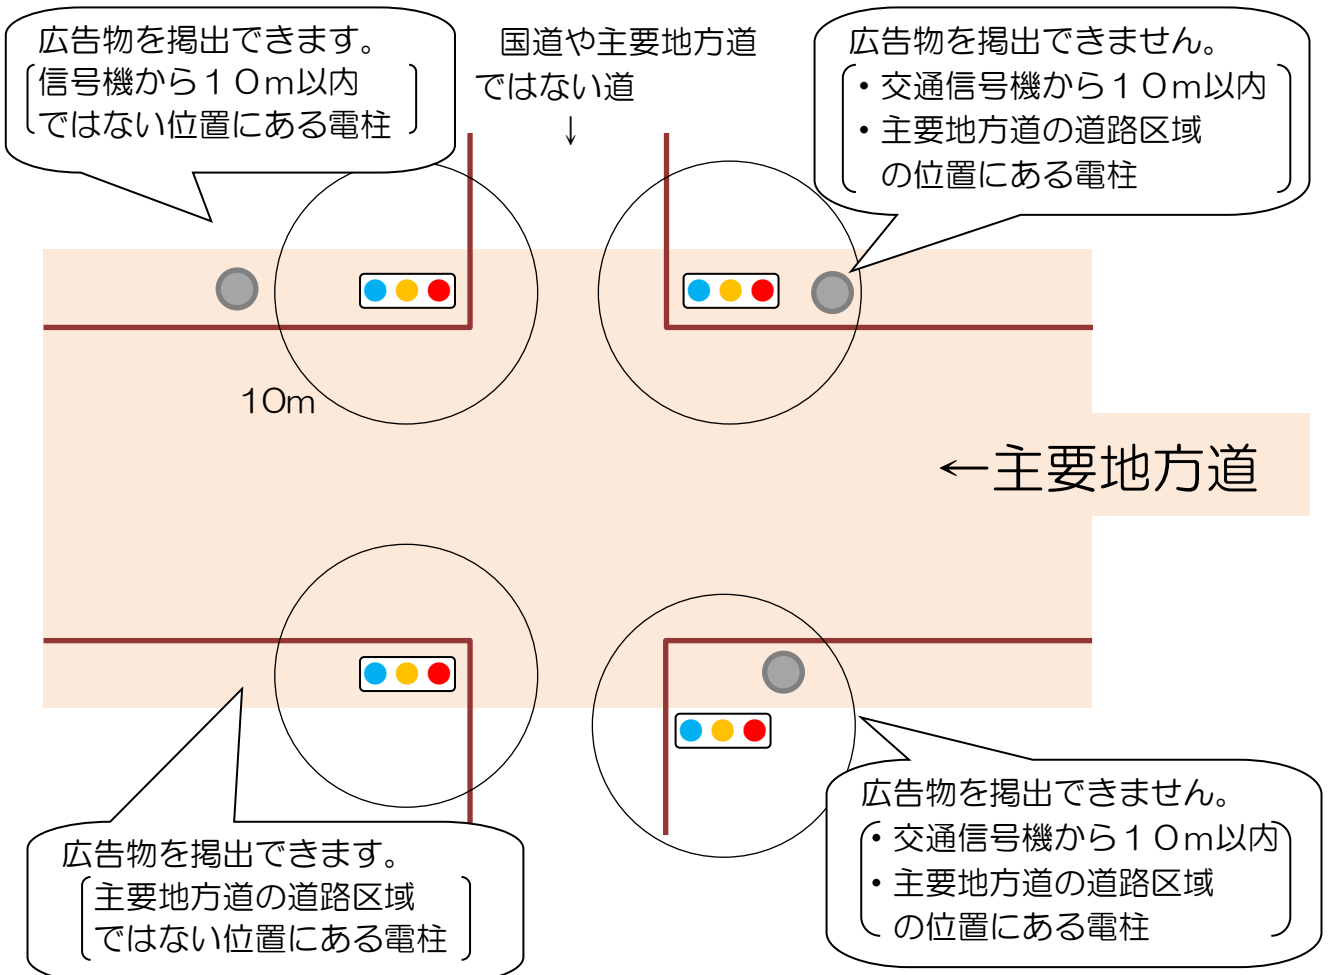 広告物を掲出できます。
信号機から１０ｍ以内
ではない位置にある電柱
国道や主要地方道
ではない道
↓
広告物を掲出できません。
・交通信号機から１０ｍ以内
・主要地方道の道路区域
の位置にある電柱
10m
←主要地方道
広告物を掲出できます。
主要地方道の道路区域
ではない位置にある電柱
広告物を掲出できません。
・交通信号機から１０ｍ以内
・主要地方道の道路区域
の位置にある電柱